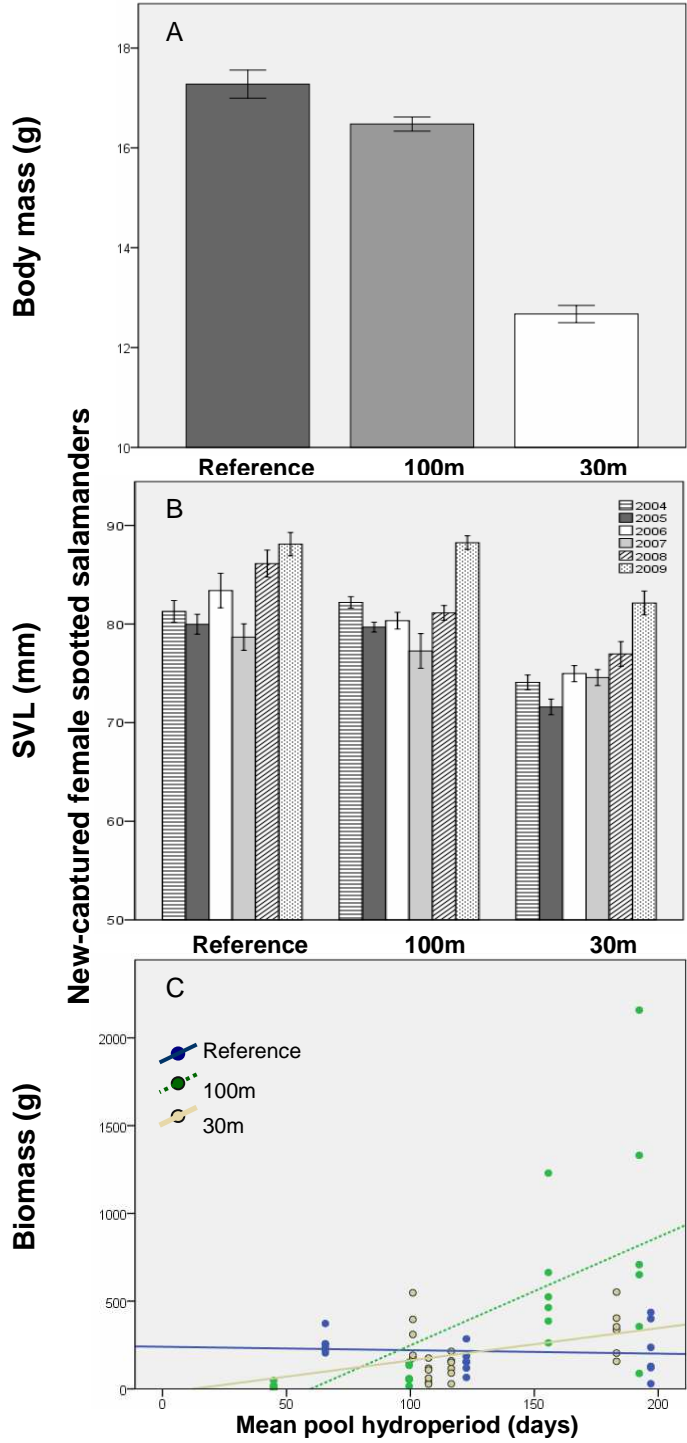 New-captured female spotted salamanders
Body mass (g)
A
18
16
14
12
10
Reference 100m 30m
SVL (mm)
B
2004
2005
2006
2007
2008
2009
90
80
70
60
50
Reference 100m 30m
Biomass (g)
C
Reference
100m
30m
2000
1500
1000
500
0
0 50 100 150 200
Mean pool hydroperiod (days)